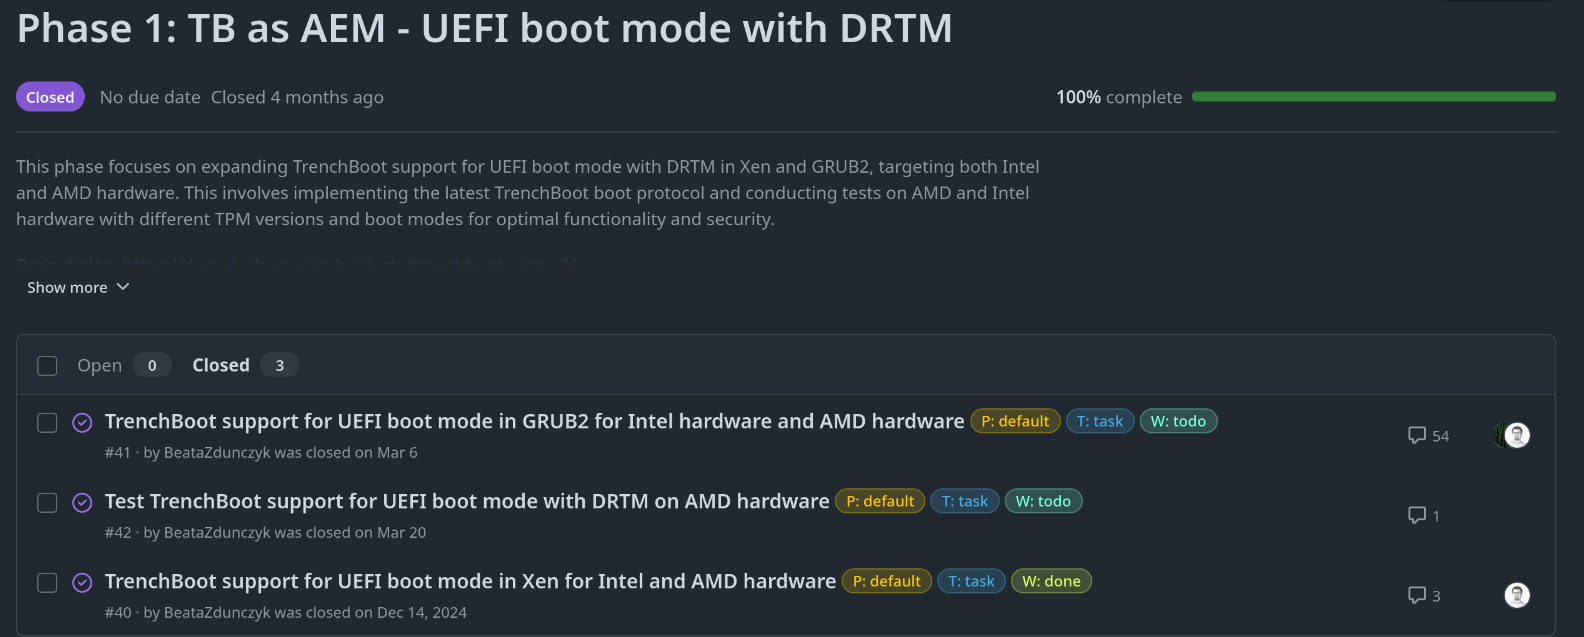 Phase 1: TB as AEM - UEFI boot mode with DRTM
Closed No due date Closed 4 months ago 100% complete
This phase focuses on expanding TrenchBoot support for UEFI boot mode with DRTM in Xen and GRUB2, targeting both Intel
and AMD hardware. This involves implementing the latest TrenchBoot boot protocol and conducting tests on AMD and Intel
hardware with different TPM versions and boot modes for optimal functionality and security.
Show more
Open 0 Closed 3
TrenchBoot support for UEFI boot mode in GRUB2 for Intel hardware and AMD hardware P: default T: task W: todo
#41 · by BeataZdunczyk was closed on Mar 6 54
Test TrenchBoot support for UEFI boot mode with DRTM on AMD hardware P: default T: task W: todo
#42 · by BeataZdunczyk was closed on Mar 20 1
TrenchBoot support for UEFI boot mode in Xen for Intel and AMD hardware P: default T: task W: done
#40 · by BeataZdunczyk was closed on Dec 14, 2024 3